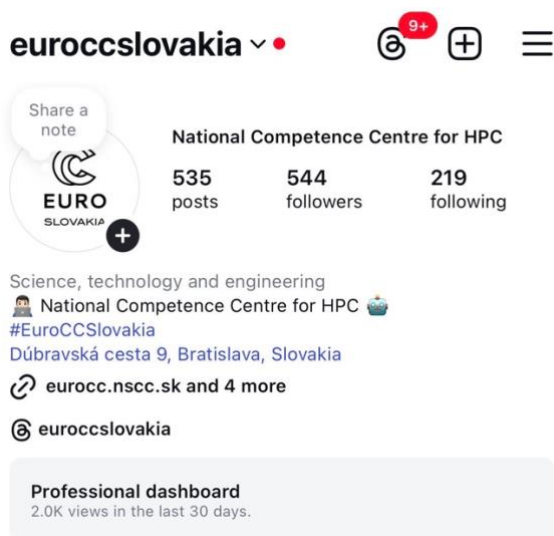 euroccslovakia
9+
Share a
note
EURO
SLOVAKIA
National Competence Centre for HPC
535 544 219
posts followers following
Science, technology and engineering
👨🏻‍💻 National Competence Centre for HPC 🤖
#EuroCCSlovakia
Dúbravská cesta 9, Bratislava, Slovakia
eurocc.nscc.sk and 4 more
euroccslovakia
Professional dashboard
2.0K views in the last 30 days.